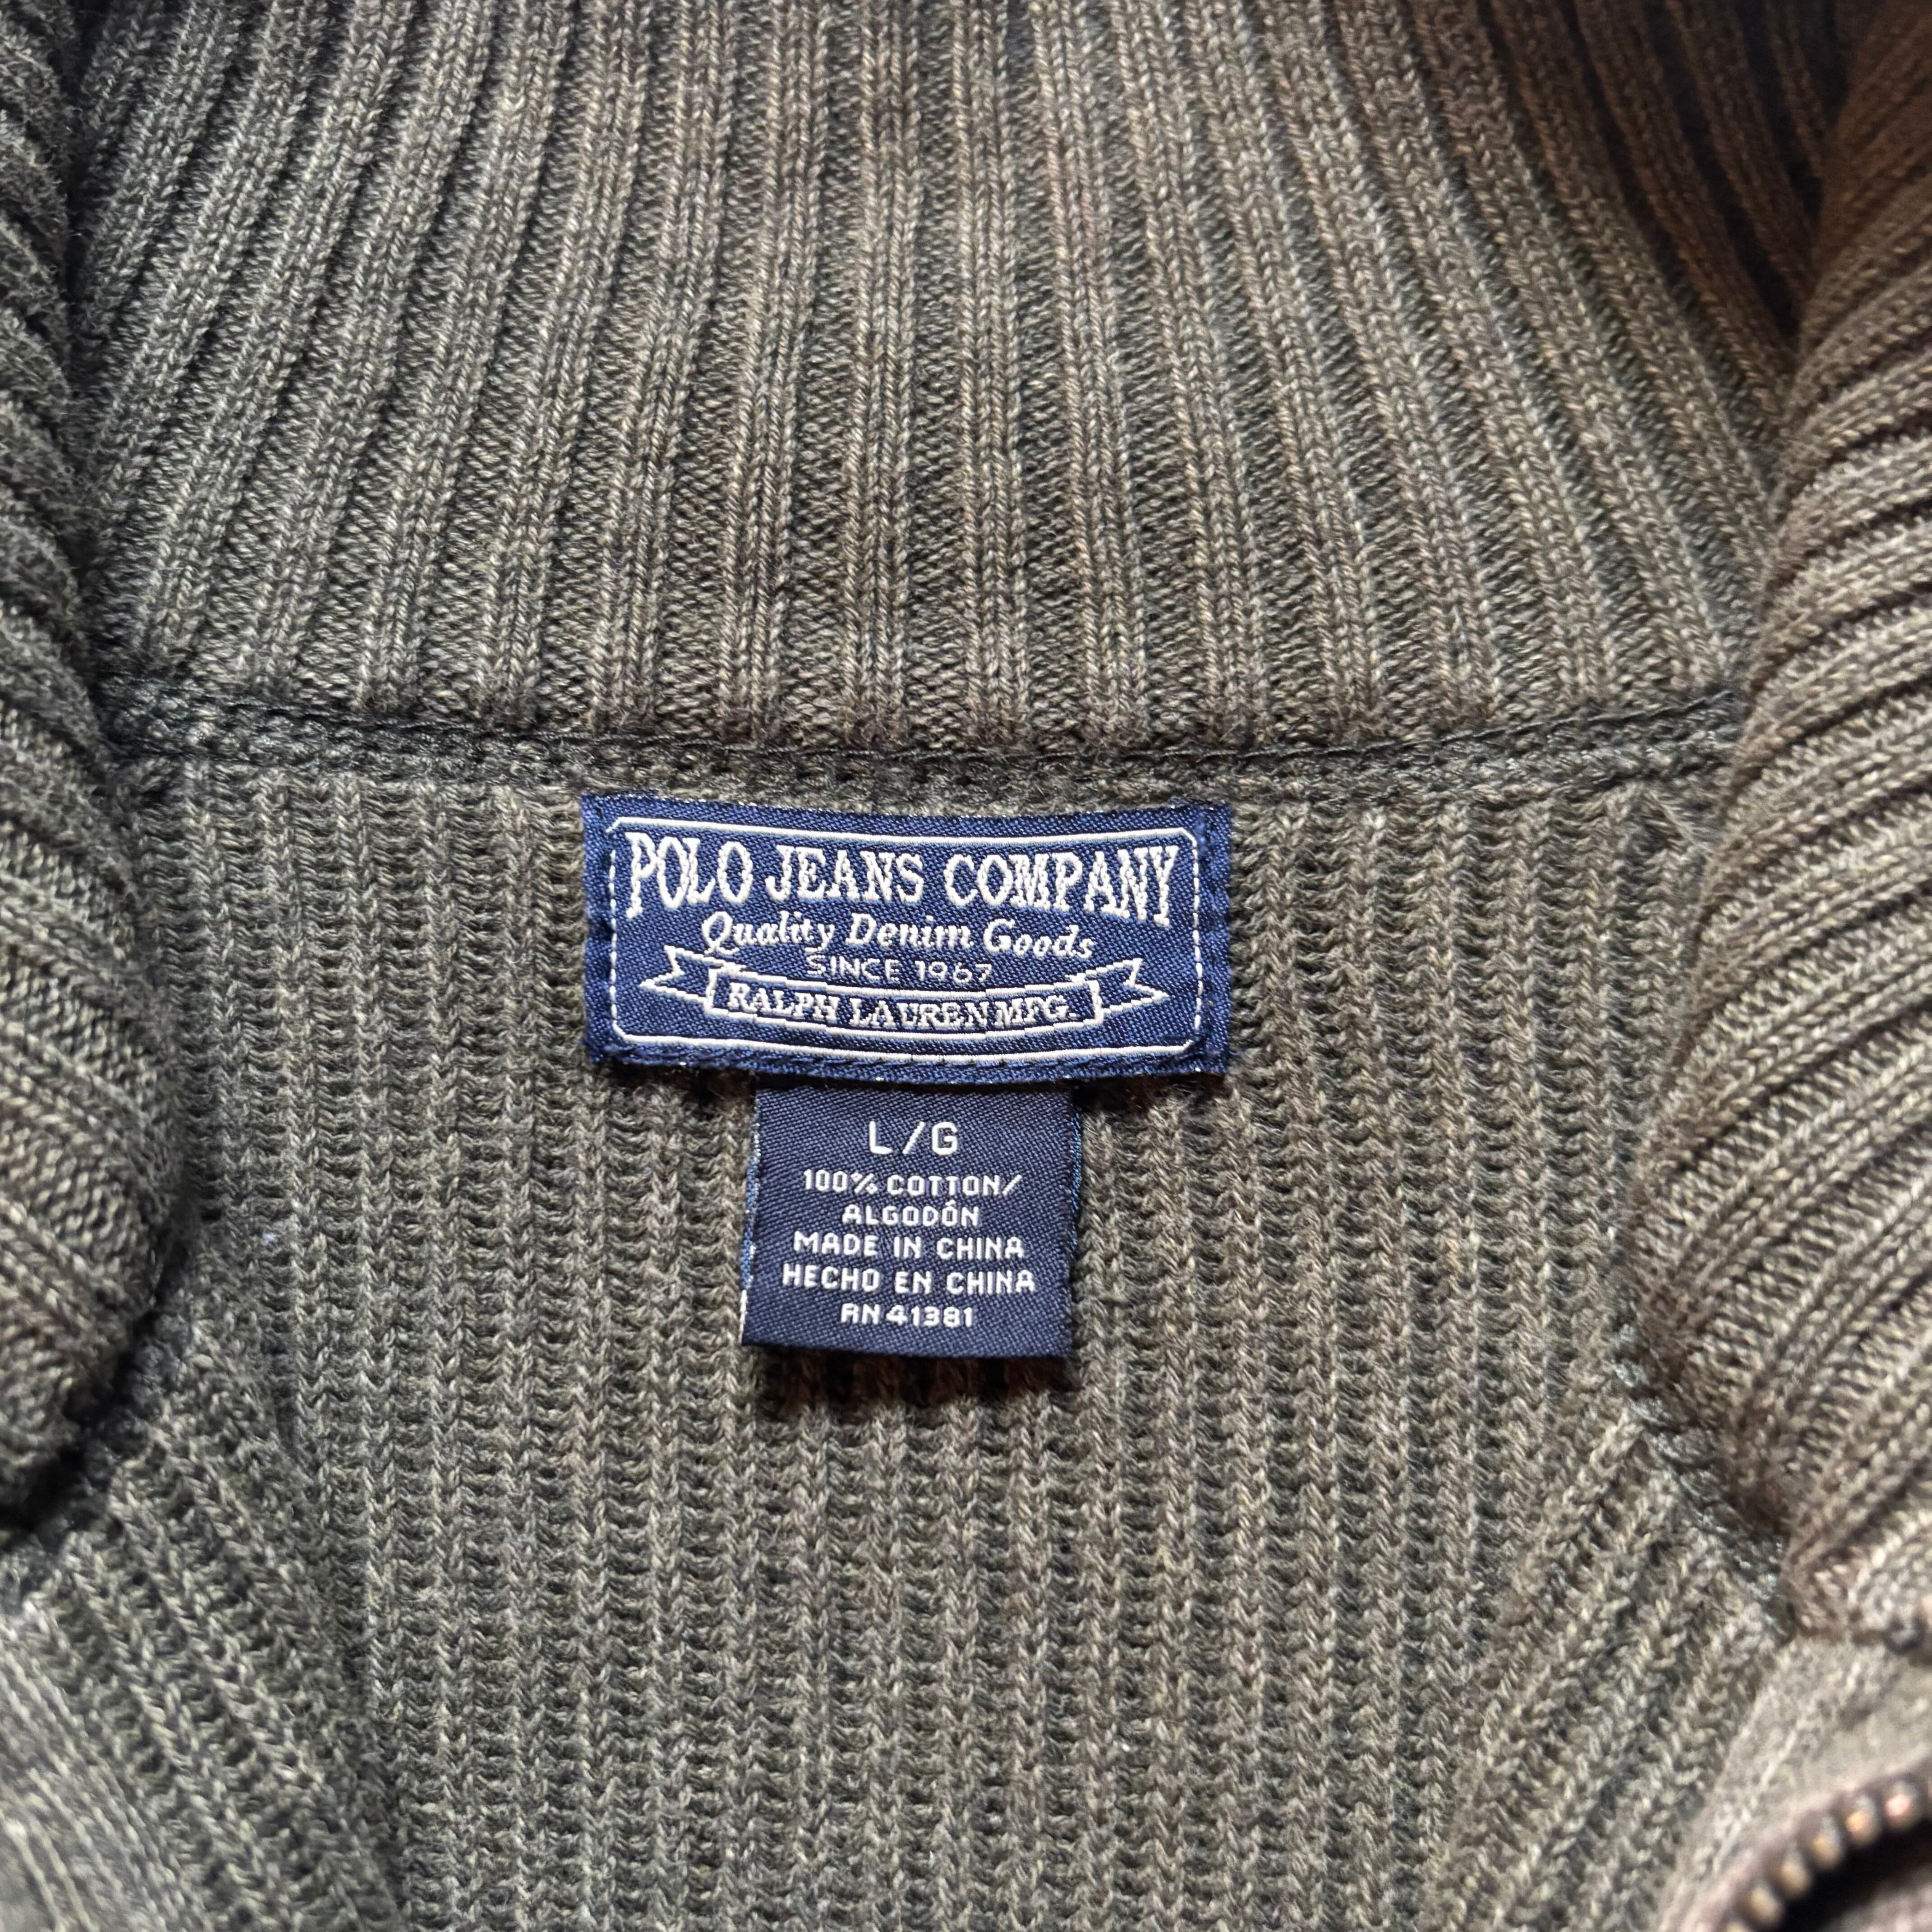 POLO JEANS COMPANY
Quality Denim Goods
SINCE 1967
RALPH LAUREN MFG.
L/G
100% COTTON/
ALGODÓN
MADE IN CHINA
HECHO EN CHINA
RN 41381